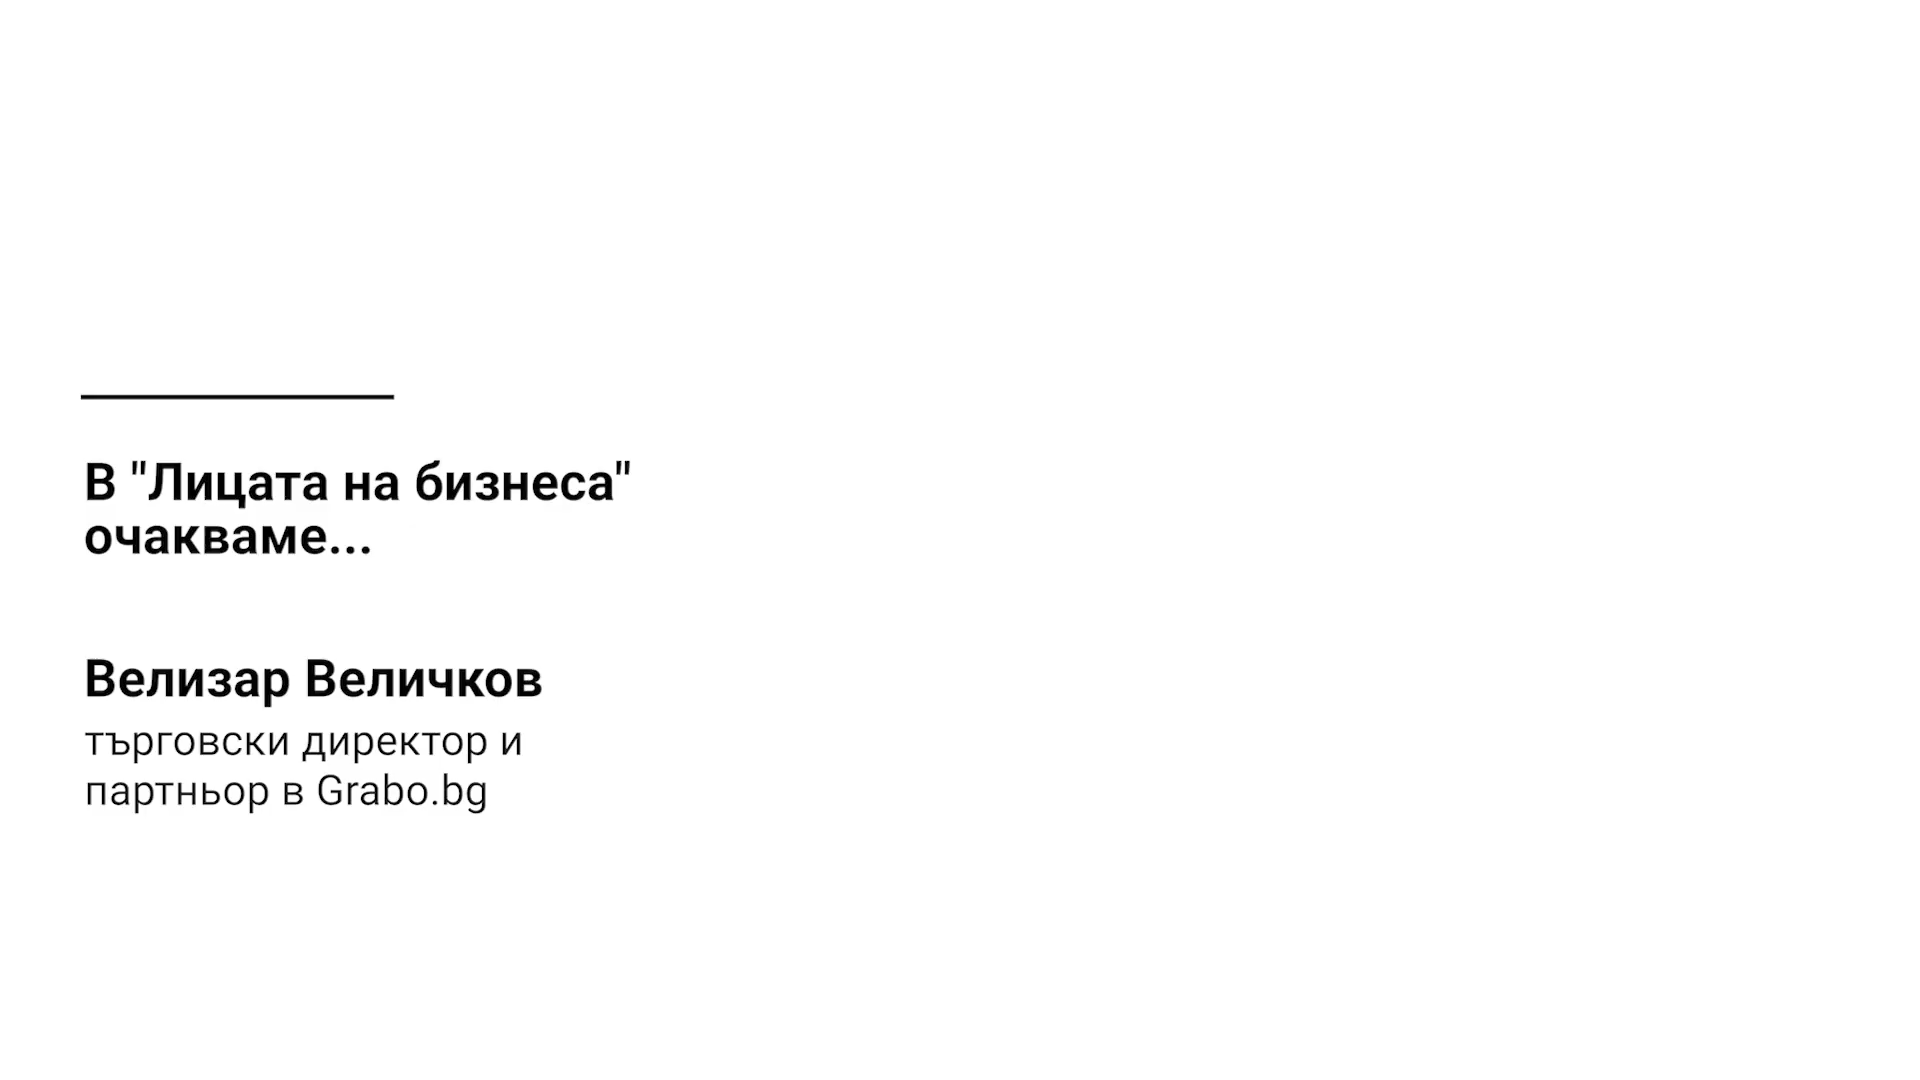 В "Лицата на бизнеса"
очакваме...
Велизар Величков
търговски директор и
партньор в Grabo.bg